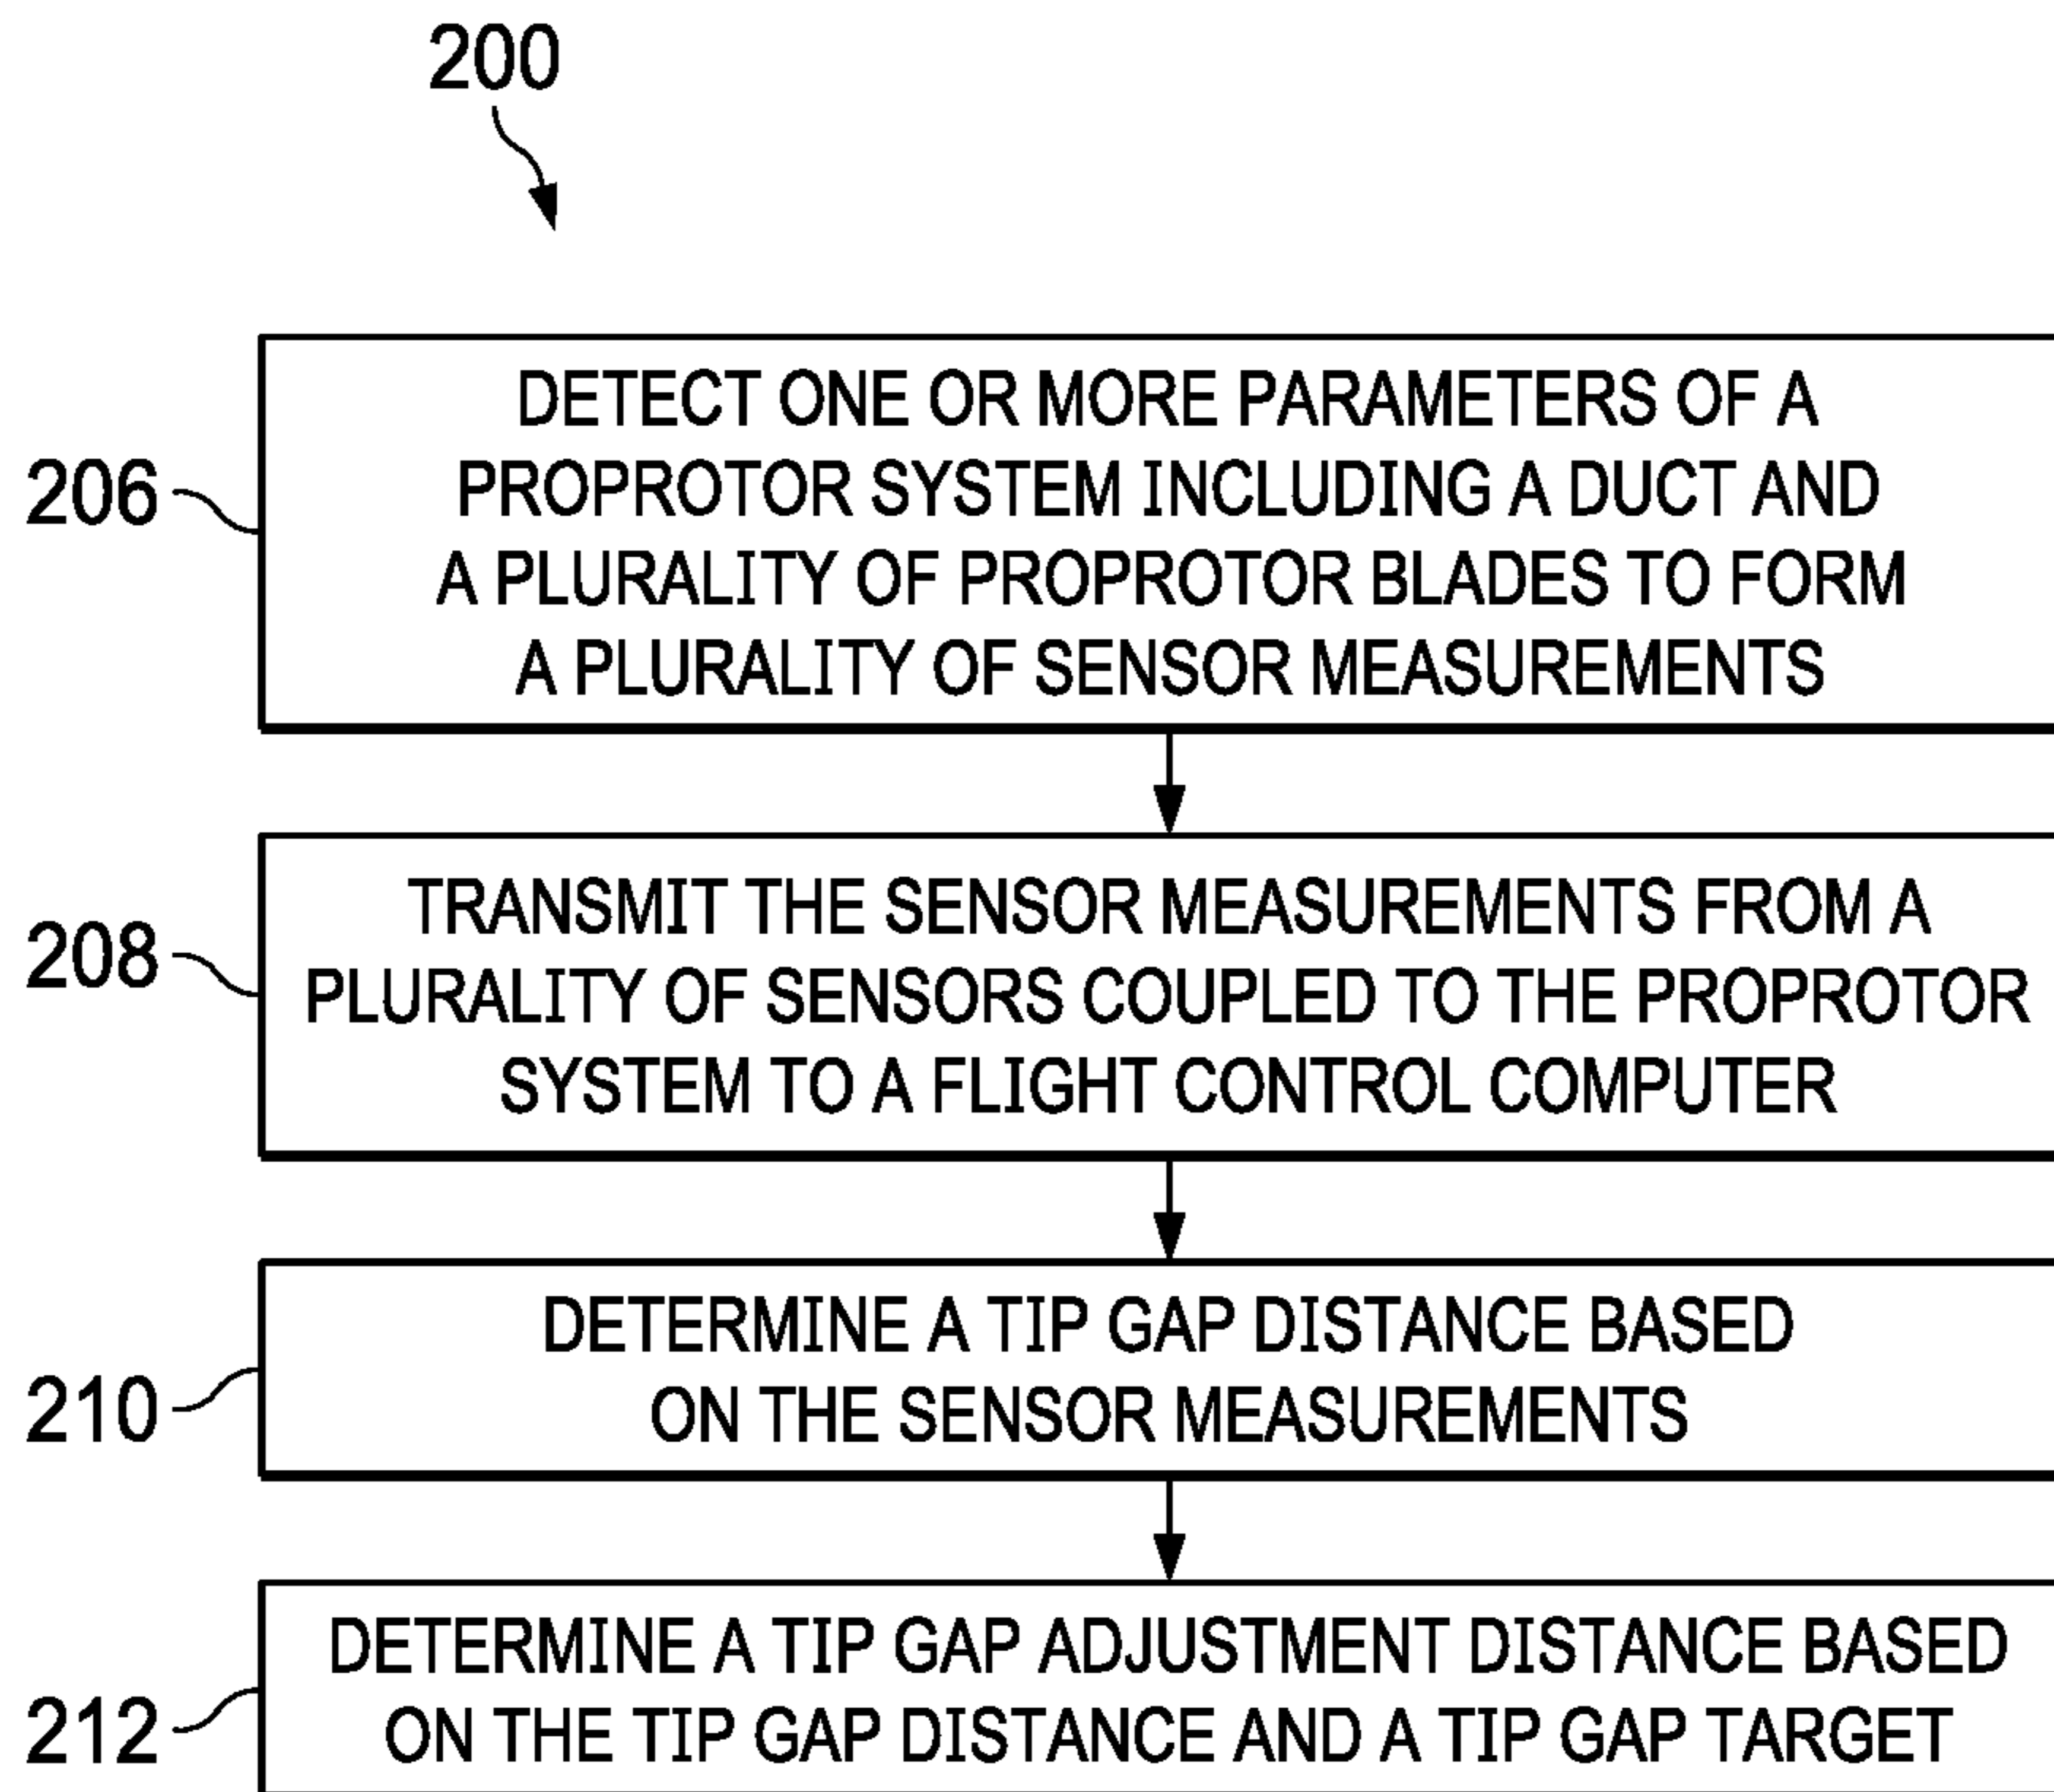 200
206
DETECT ONE OR MORE PARAMETERS OF A
PROPROTOR SYSTEM INCLUDING A DUCT AND
A PLURALITY OF PROPROTOR BLADES TO FORM
A PLURALITY OF SENSOR MEASUREMENTS
208
TRANSMIT THE SENSOR MEASUREMENTS FROM A
PLURALITY OF SENSORS COUPLED TO THE PROPROTOR
SYSTEM TO A FLIGHT CONTROL COMPUTER
210
DETERMINE A TIP GAP DISTANCE BASED
ON THE SENSOR MEASUREMENTS
212
DETERMINE A TIP GAP ADJUSTMENT DISTANCE BASED
ON THE TIP GAP DISTANCE AND A TIP GAP TARGET